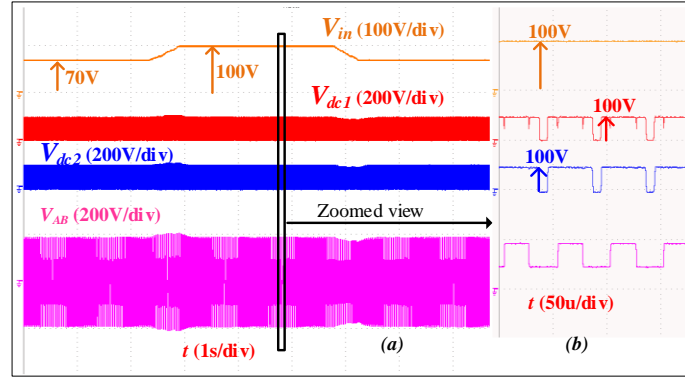 V_in (100V/div)
70V
100V
V_dc1 (200V/div)
V_dc2 (200V/div)
V_AB (200V/div)
Zoomed view
t (1s/div)
(a)
100V
100V
100V
t (50u/div)
(b)